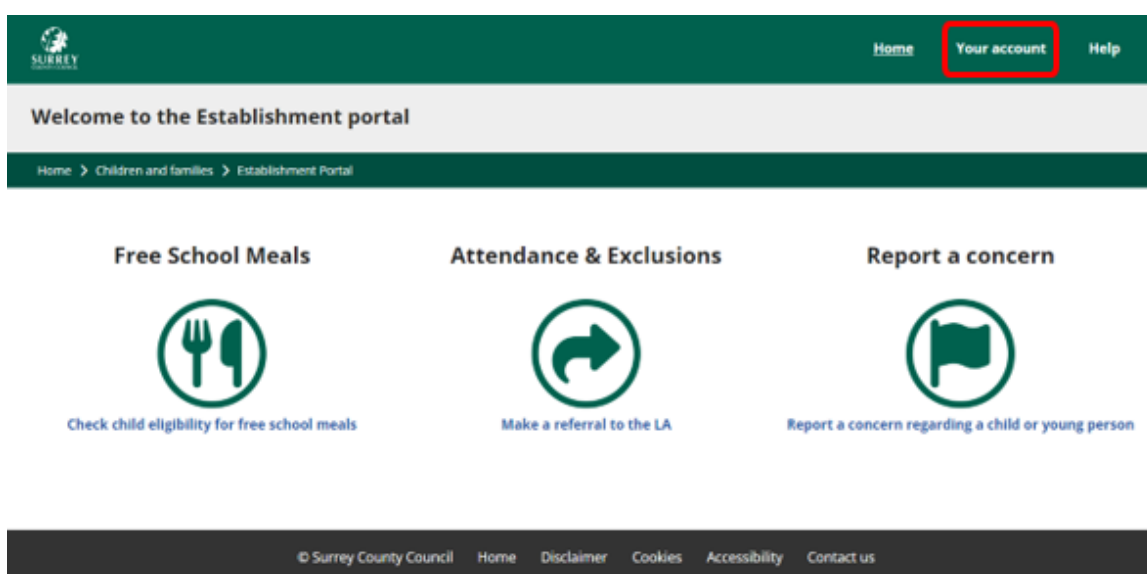 SURREY
Home Your account Help
Welcome to the Establishment portal
Home > Children and families > Establishment Portal
Free School Meals
Attendance & Exclusions
Report a concern
Check child eligibility for free school meals
Make a referral to the LA
Report a concern regarding a child or young person
© Surrey County Council Home Disclaimer Cookies Accessibility Contact us